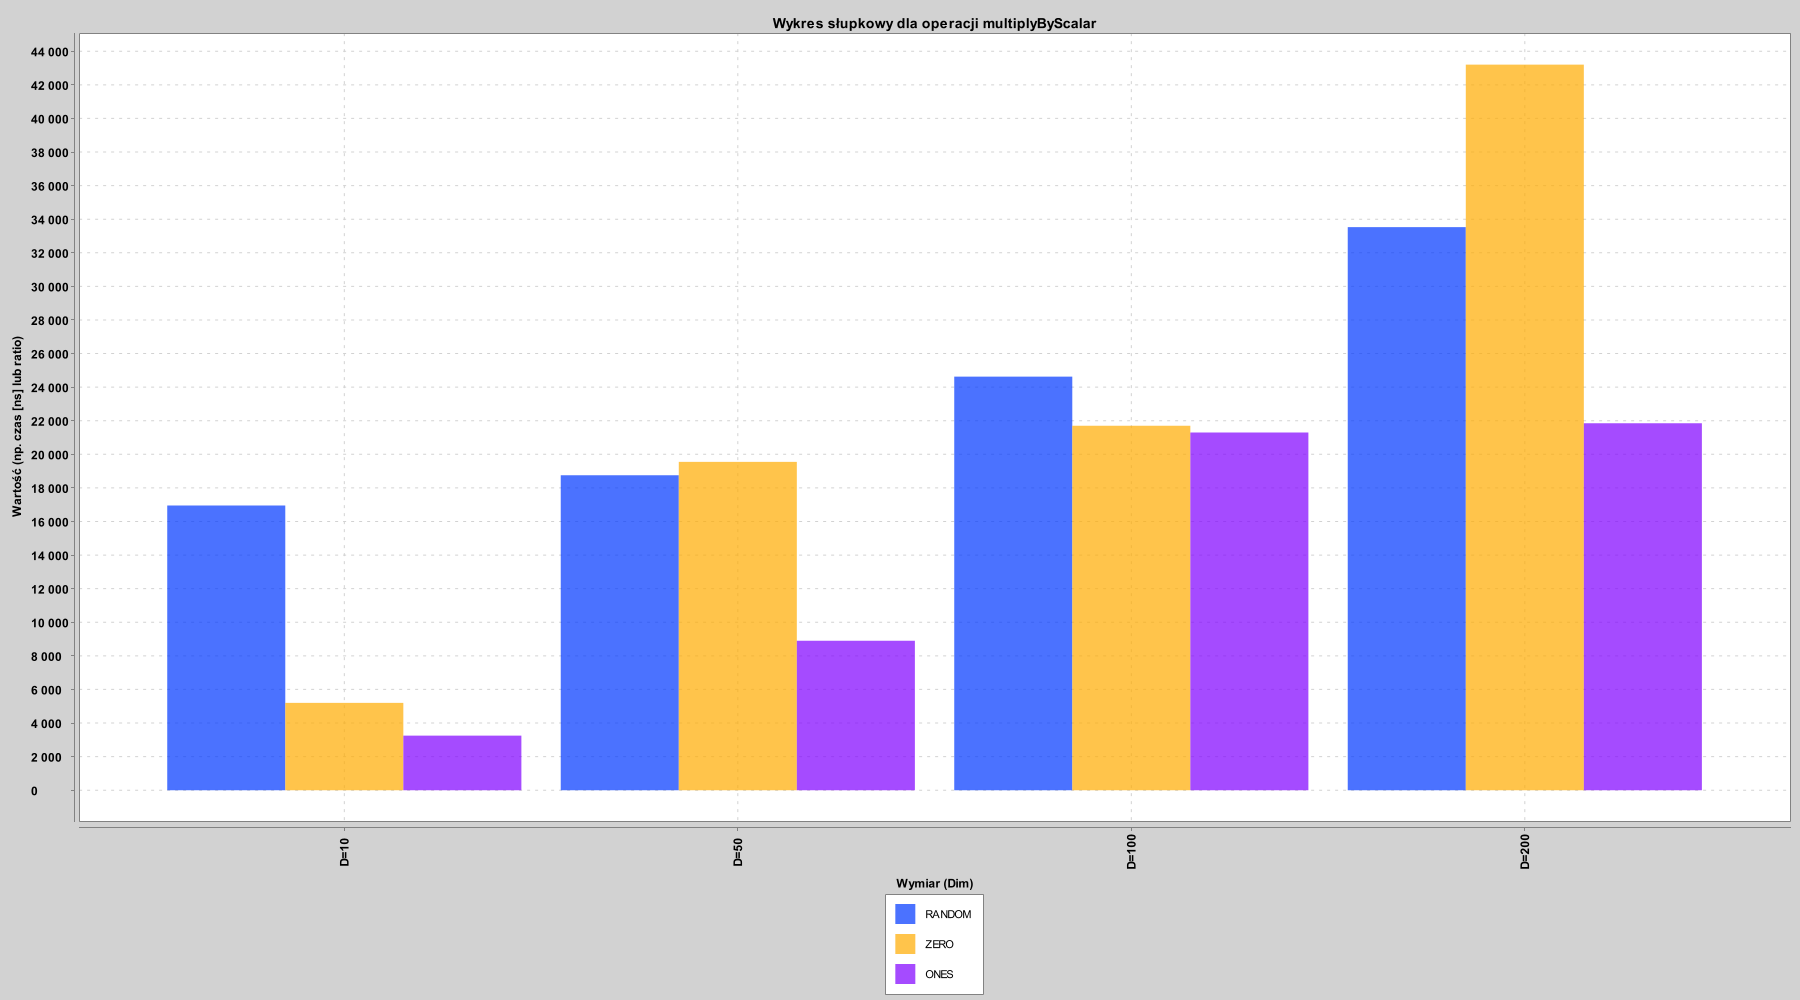 Wykres słupkowy dla operacji multiplyByScalar
44 000
42 000
40 000
38 000
36 000
34 000
32 000
30 000
28 000
26 000
24 000
22 000
20 000
18 000
16 000
14 000
12 000
10 000
8 000
6 000
4 000
2 000
0
Wartość (np. czas [ns] lub ratio)
D=10
D=50
D=100
D=200
Wymiar (Dim)
RANDOM
ZERO
ONES